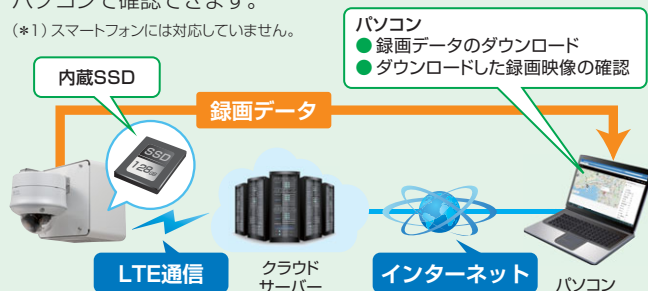 パソコンで確認できます。
(*1)スマートフォンには対応していません。
パソコン
● 録画データのダウンロード
● ダウンロードした録画映像の確認
内蔵SSD
録画データ
SSD
128GB
LTE通信
クラウド
サーバー
インターネット
パソコン